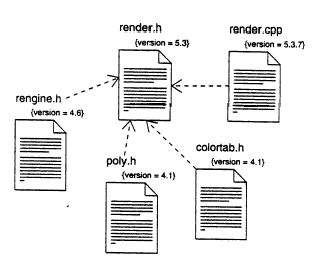 render.h
{version = 5.3}
render.cpp
{version = 5.3.7}
rengine.h
{version = 4.6}
poly.h
{version = 4.1}
colortab.h
{version = 4.1}